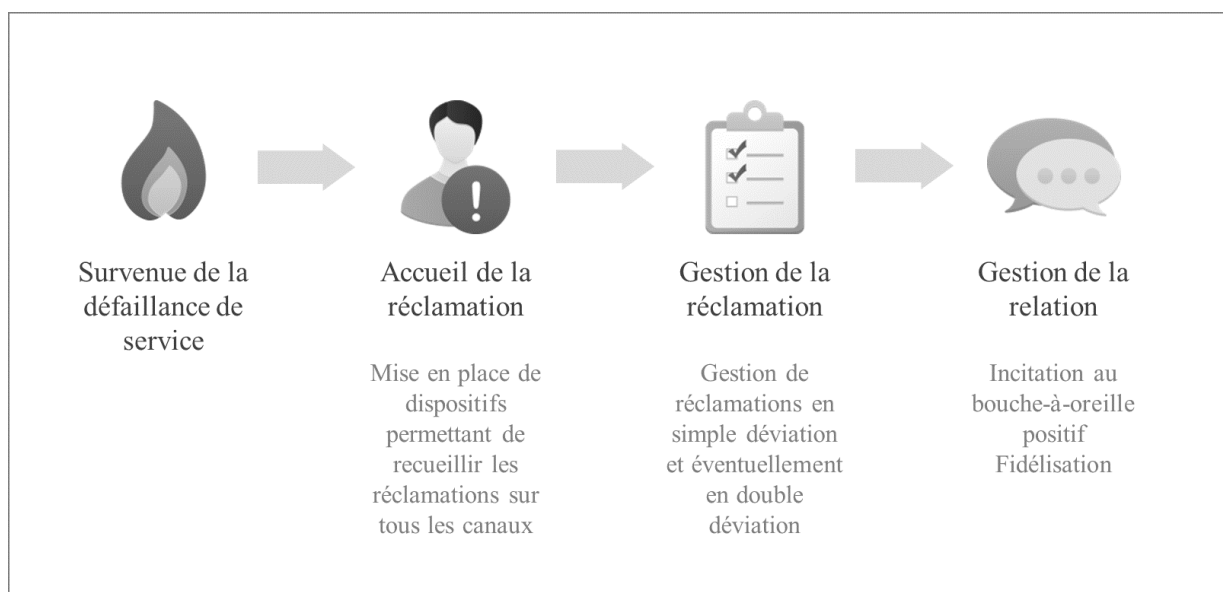 Survenue de la
défaillance de
service
Accueil de la
réclamation
Mise en place de
dispositifs
permettant de
recueillir les
réclamations sur
tous les canaux
Gestion de la
réclamation
Gestion de
réclamations en
simple déviation
et éventuellement
en double
déviation
Gestion de la
relation
Incitation au
bouche-à-oreille
positif
Fidélisation